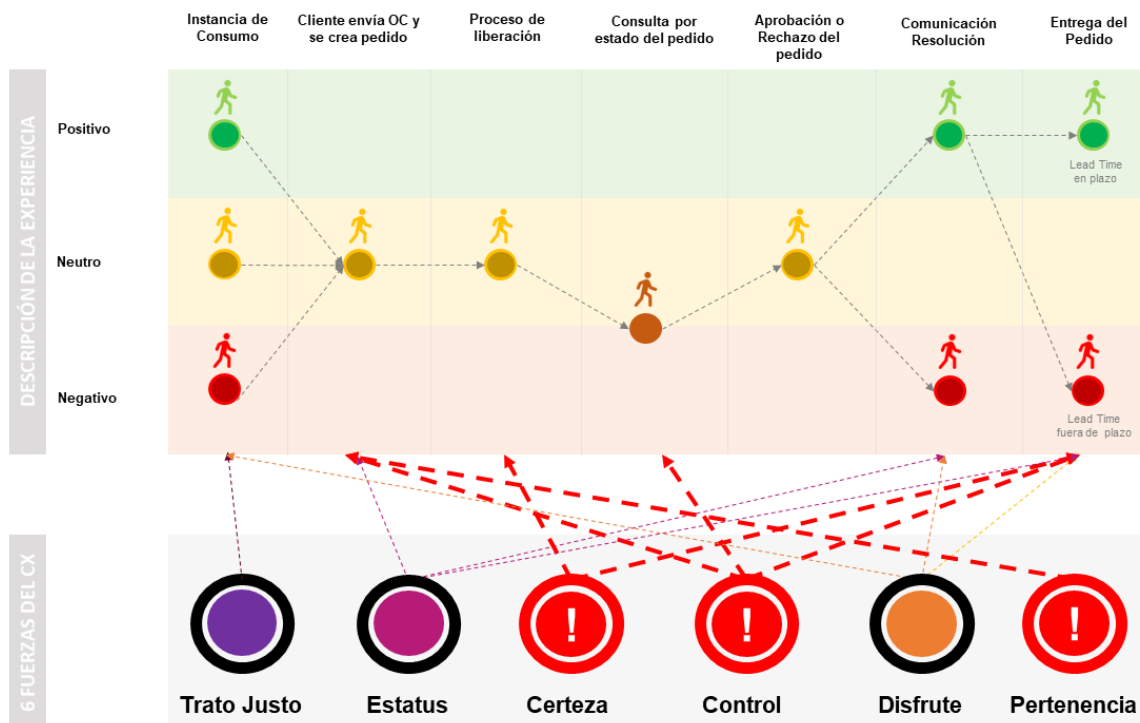 Instancia de
Consumo
Cliente envía OC y
se crea pedido
Proceso de
liberación
Consulta por
estado del pedido
Aprobación o
Rechazo del
pedido
Comunicación
Resolución
Entrega del
Pedido
DESCRIPCIÓN DE LA EXPERIENCIA
Positivo
Lead Time
en plazo
Neutro
Negativo
Lead Time
fuera de plazo
6 FUERZAS DEL CX
!
!
!
Trato Justo
Estatus
Certeza
Control
Disfrute
Pertenencia